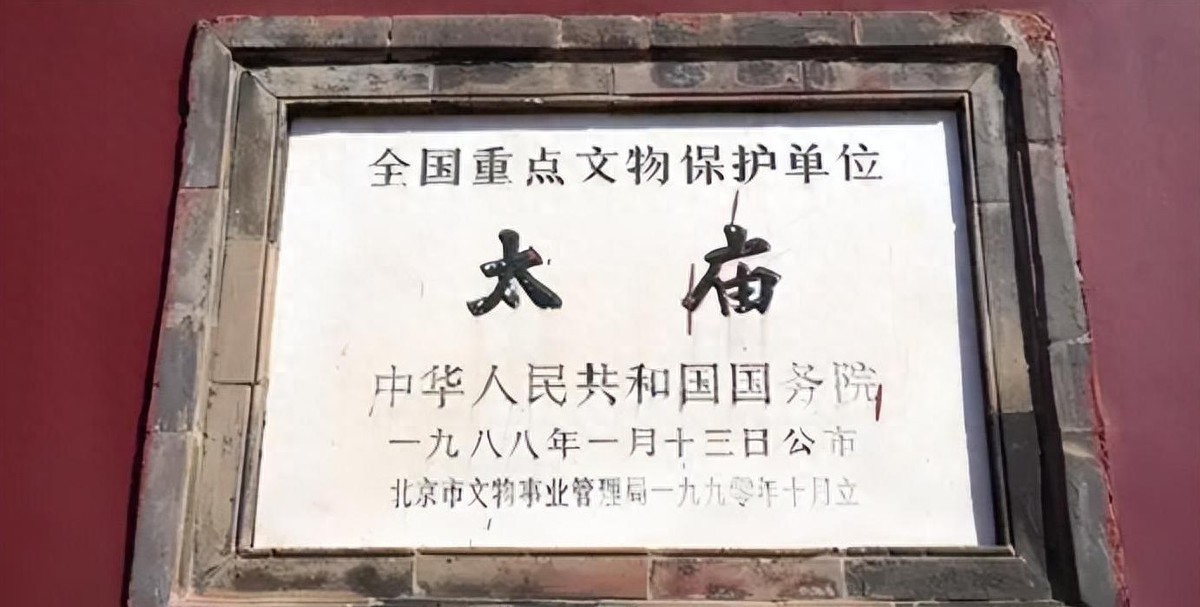 全国重点文物保护单位
太庙
中华人民共和国国务院
一九八八年一月十三日公布
北京市文物事业管理局一九九零年十月立